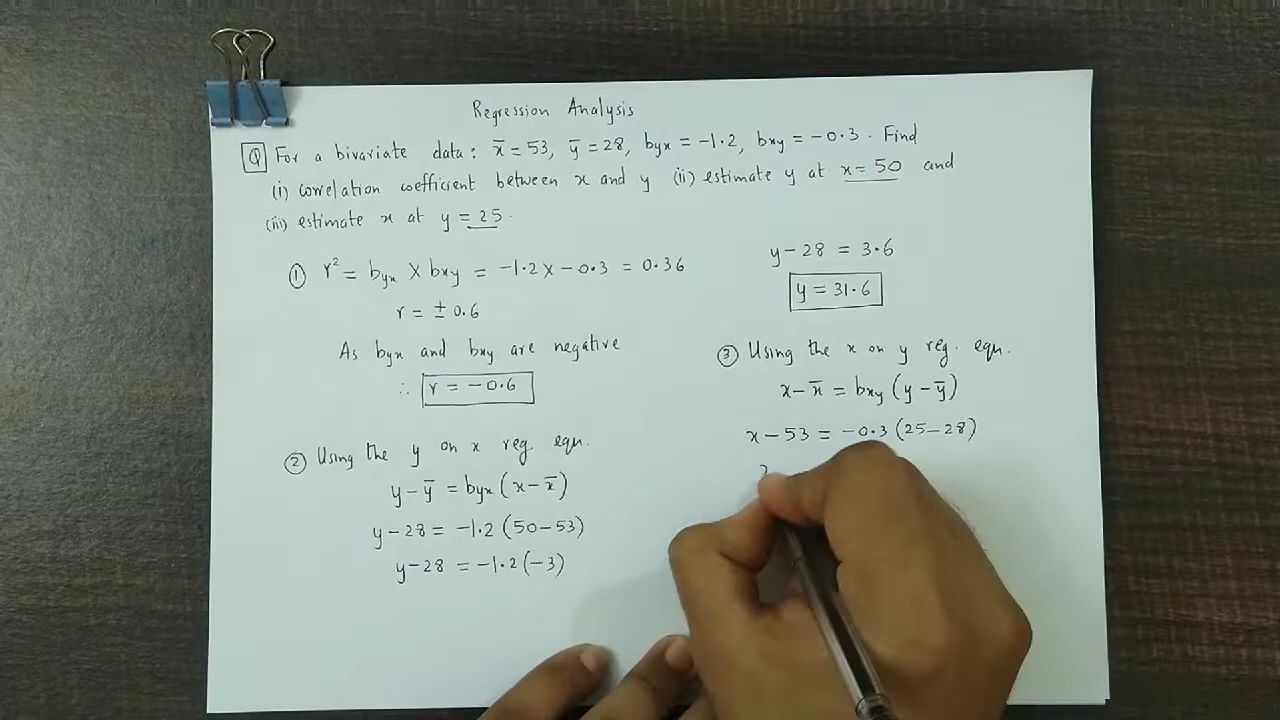 Regression Analysis
Q For a bivariate data: x̄ = 53, ȳ = 28, byx = -1.2, bxy = -0.3. Find
(i) correlation coefficient between x and y (ii) estimate y at x = 50 and
(iii) estimate x at y = 25.
① r² = byx X bxy = -1.2 x -0.3 = 0.36
r = ± 0.6
As byx and bxy are negative
∴ r = -0.6
② Using the y on x reg. eqn.
y - ȳ = byx (x - x̄)
y - 28 = -1.2 (50 - 53)
y - 28 = -1.2 (-3)
y - 28 = 3.6
y = 31.6
③ Using the x on y reg. eqn.
x - x̄ = bxy (y - ȳ)
x - 53 = -0.3 (25 - 28)